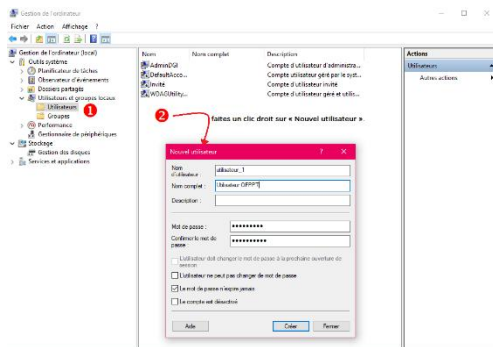 Gestion de l'ordinateur
Fichier Action Affichage ?
Gestion de l'ordinateur (local)
Outils système
Planificateur de tâches
Observateur d'événements
Dossiers partagés
Utilisateurs et groupes locaux
Utilisateurs
Groupes
Performance
Gestionnaire de périphériques
Stockage
Gestion des disques
Services et applications
1
Nom Nom complet Description
AdminDGI Compte d'utilisateur d'administra...
DefaultAcco... Compte utilisateur géré par le syst...
Invité Compte d'utilisateur invité
WDAGUtility... Compte d'utilisateur géré et utilis...
Actions
Utilisateurs
Autres actions
2
faites un clic droit sur « Nouvel utilisateur ».
Nouvel utilisateur ? X
Nom d'utilisateur : utilisateur_1
Nom complet : Utilisateur OFPPT
Description :
Mot de passe :
Confirmer le mot de passe
L'utilisateur doit changer le mot de passe à la prochaine ouverture de session
L'utilisateur ne peut pas changer de mot de passe
Le mot de passe n'expire jamais
Le compte est désactivé
Aide Créer Fermer